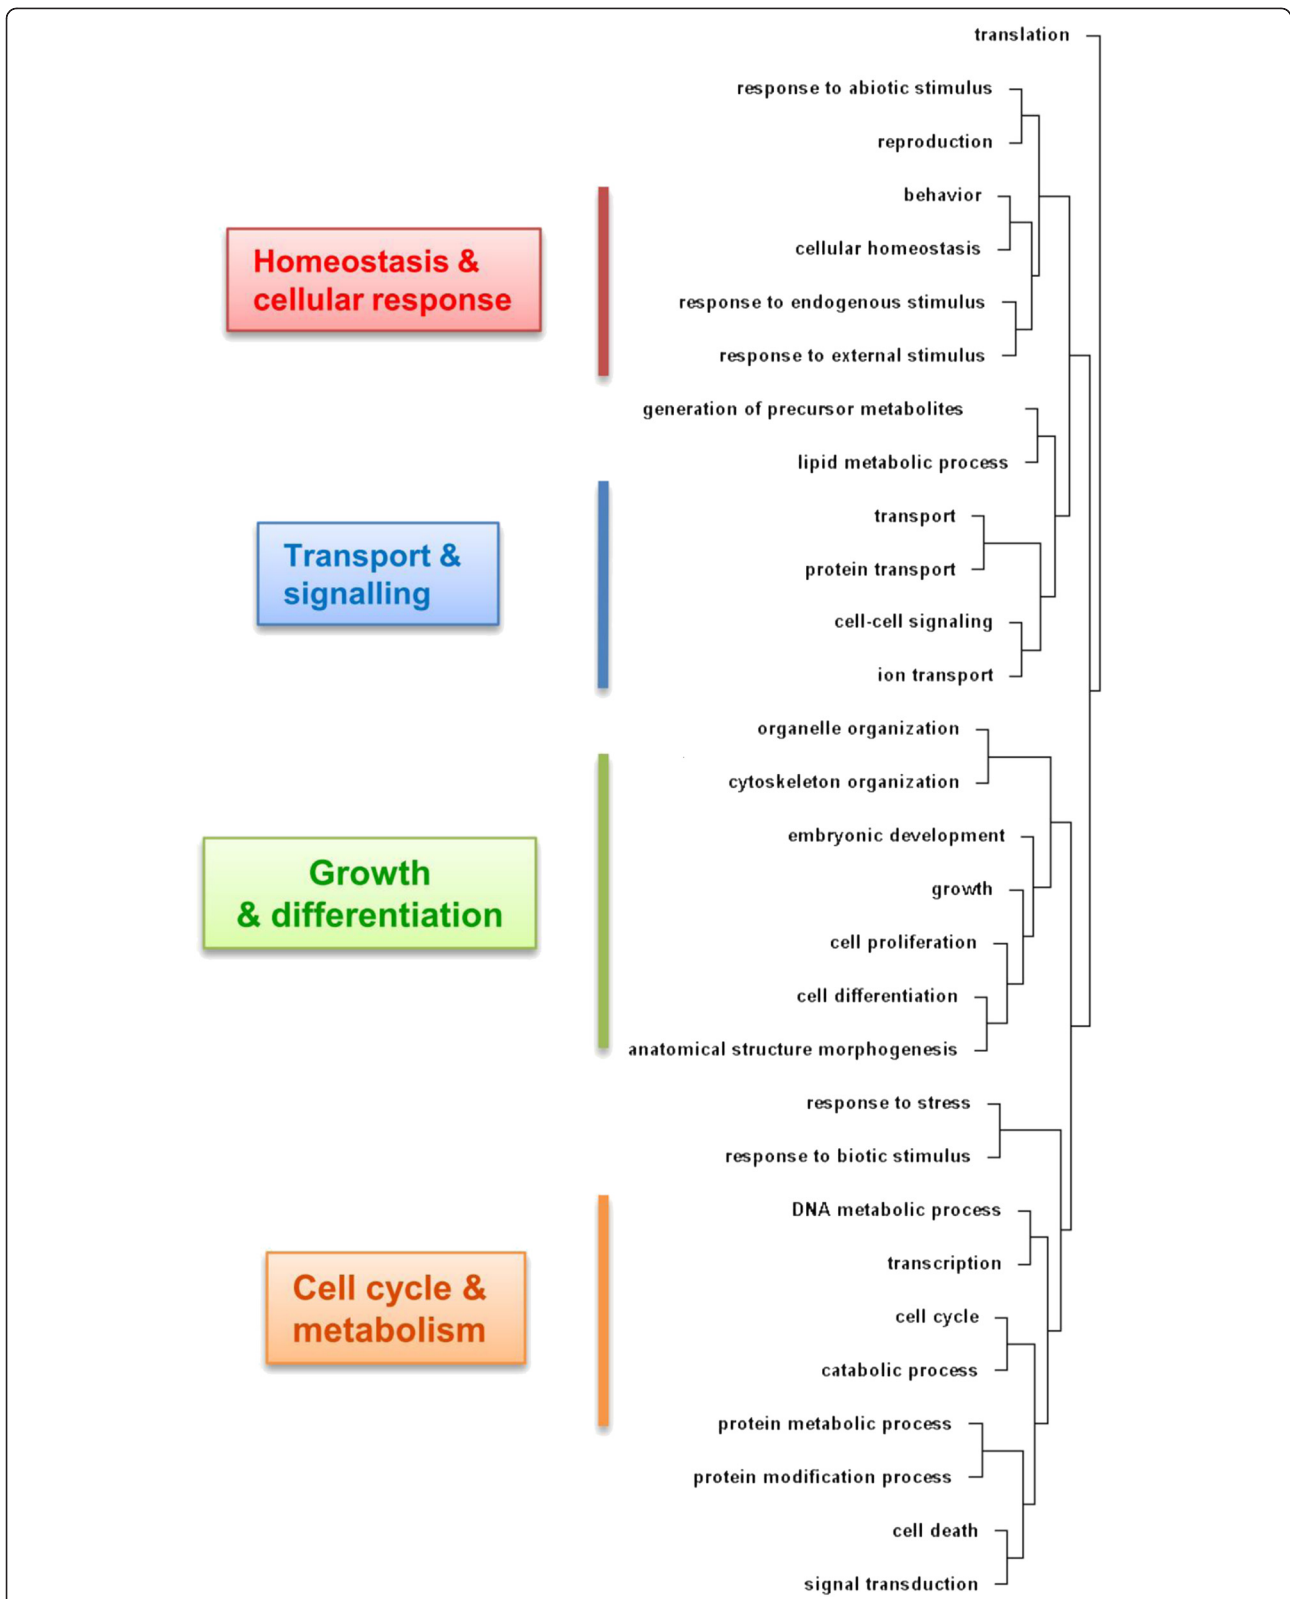 translation
response to abiotic stimulus
reproduction
behavior
cellular homeostasis
response to endogenous stimulus
response to external stimulus
generation of precursor metabolites
lipid metabolic process
transport
protein transport
cell-cell signaling
ion transport
organelle organization
cytoskeleton organization
embryonic development
growth
cell proliferation
cell differentiation
anatomical structure morphogenesis
response to stress
response to biotic stimulus
DNA metabolic process
transcription
cell cycle
catabolic process
protein metabolic process
protein modification process
cell death
signal transduction
Homeostasis &
cellular response
Transport &
signalling
Growth
& differentiation
Cell cycle &
metabolism